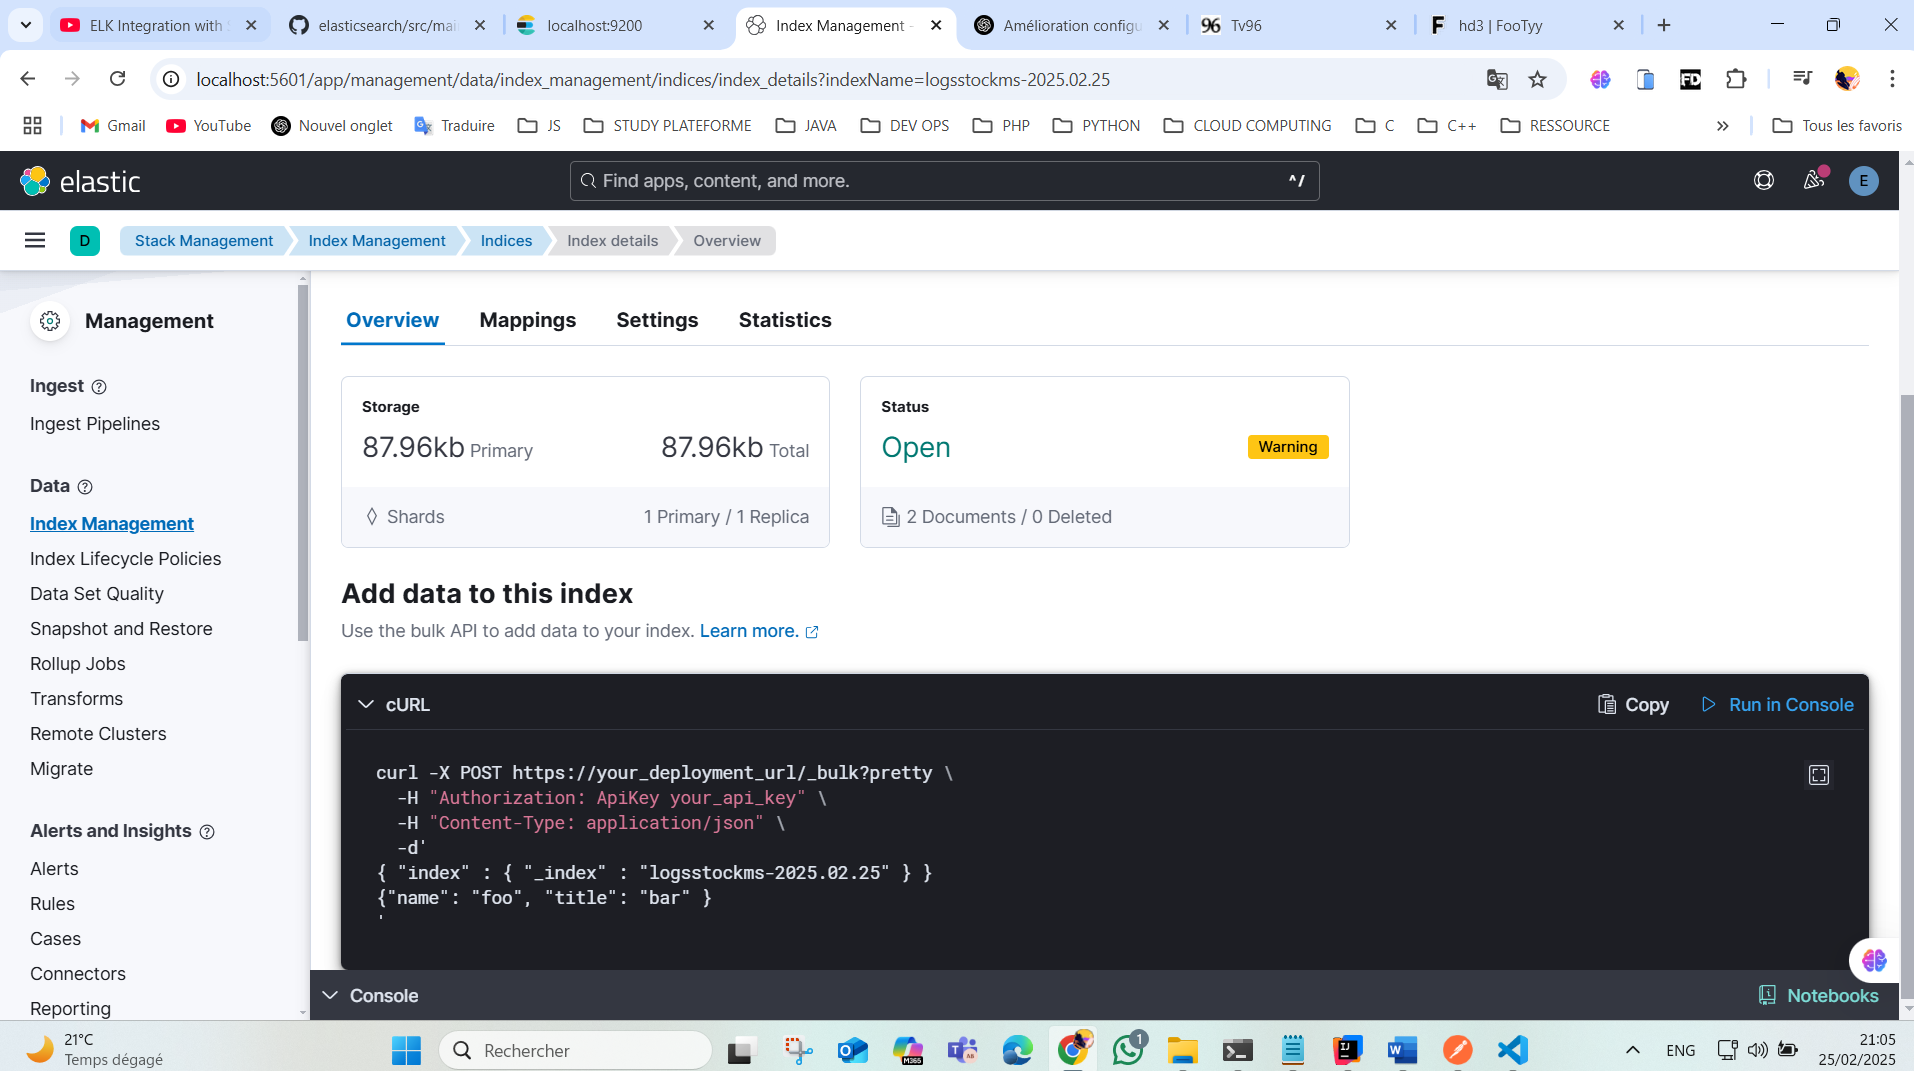 ELK Integration with S
elasticsearch/src/mai
localhost:9200
Index Management -
Amélioration configu
96 Tv96
F hd3 | FooTyy
localhost:5601/app/management/data/index_management/indices/index_details?indexName=logsstockms-2025.02.25
FD
Gmail YouTube Nouvel onglet Traduire JS STUDY PLATEFORME JAVA DEV OPS PHP PYTHON CLOUD COMPUTING C C++ RESSOURCE » Tous les favoris
elastic
Find apps, content, and more. ^/
E
D Stack Management Index Management Indices Index details Overview
Management
Ingest
Ingest Pipelines
Data
Index Management
Index Lifecycle Policies
Data Set Quality
Snapshot and Restore
Rollup Jobs
Transforms
Remote Clusters
Migrate
Alerts and Insights
Alerts
Rules
Cases
Connectors
Reporting
Overview Mappings Settings Statistics
Storage
87.96kb Primary 87.96kb Total
Shards 1 Primary / 1 Replica
Status
Open Warning
2 Documents / 0 Deleted
Add data to this index
Use the bulk API to add data to your index. Learn more.
cURL Copy Run in Console
curl -X POST https://your_deployment_url/_bulk?pretty \
-H "Authorization: ApiKey your_api_key" \
-H "Content-Type: application/json" \
-d'
{ "index" : { "_index" : "logsstockms-2025.02.25" } }
{"name": "foo", "title": "bar" }
'
Console Notebooks
21°C
Temps dégagé
Rechercher
M365
1
IJ
ENG
21:05
25/02/2025